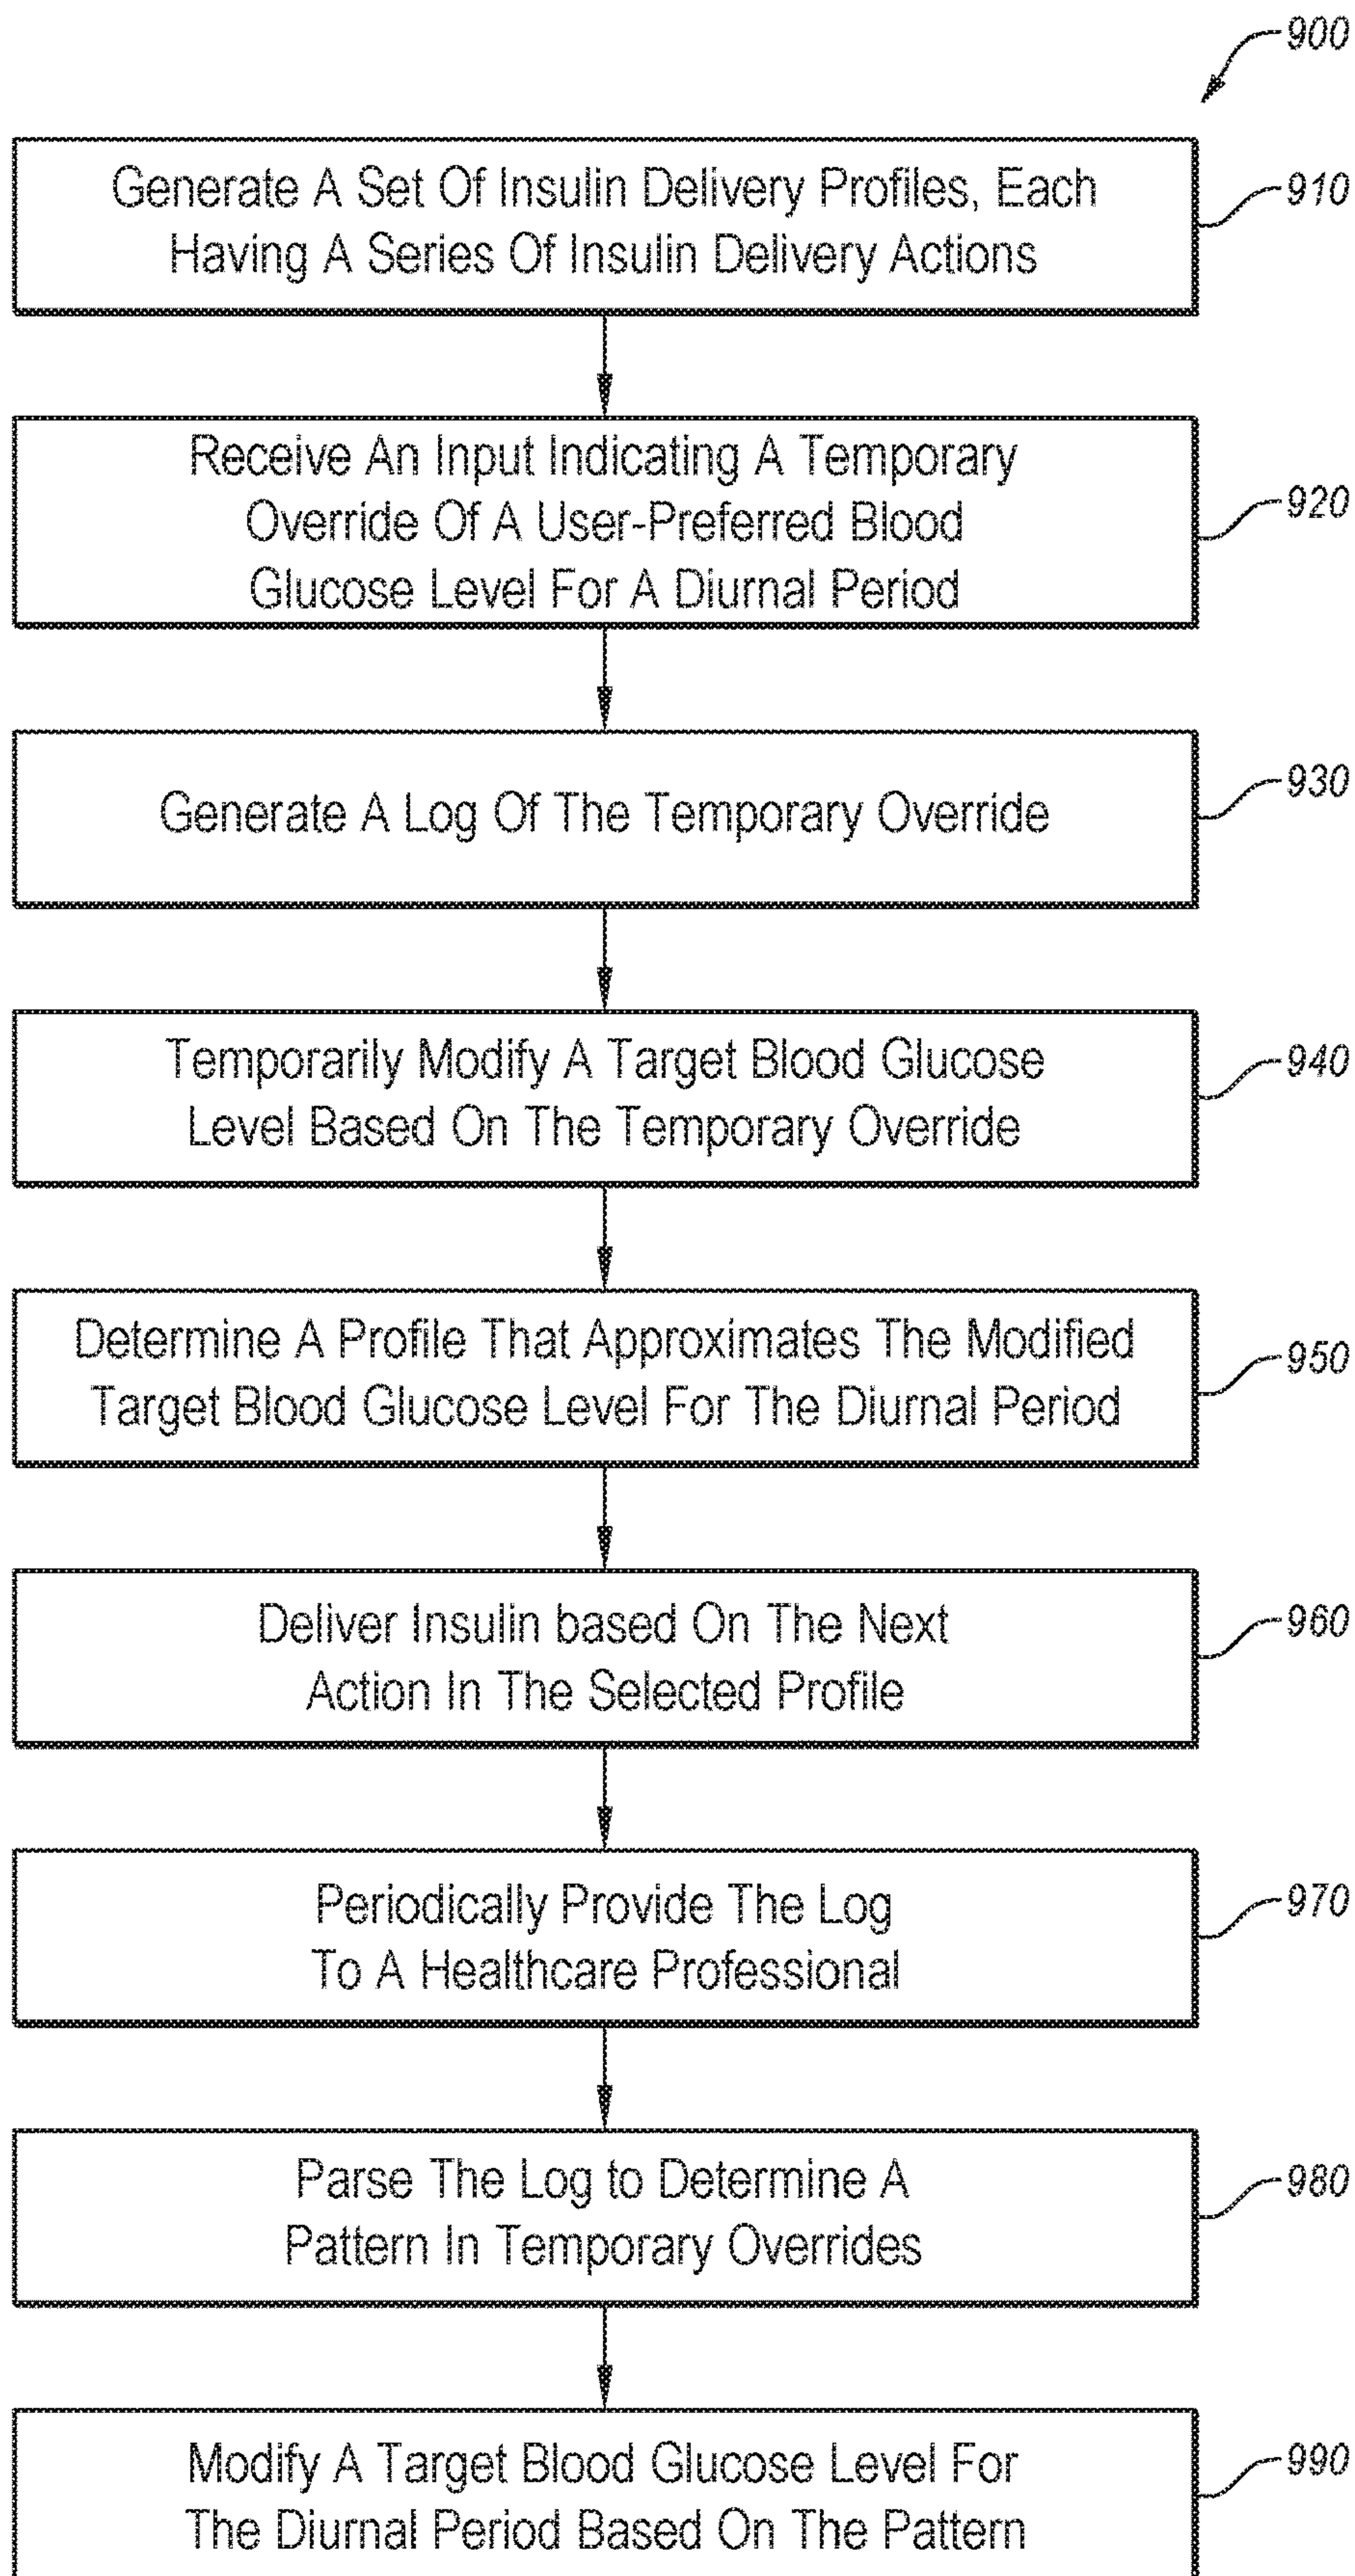 900
Generate A Set Of Insulin Delivery Profiles, Each
Having A Series Of Insulin Delivery Actions
910
Receive An Input Indicating A Temporary
Override Of A User-Preferred Blood
Glucose Level For A Diurnal Period
920
Generate A Log Of The Temporary Override
930
Temporarily Modify A Target Blood Glucose
Level Based On The Temporary Override
940
Determine A Profile That Approximates The Modified
Target Blood Glucose Level For The Diurnal Period
950
Deliver Insulin based On The Next
Action In The Selected Profile
960
Periodically Provide The Log
To A Healthcare Professional
970
Parse The Log to Determine A
Pattern In Temporary Overrides
980
Modify A Target Blood Glucose Level For
The Diurnal Period Based On The Pattern
990